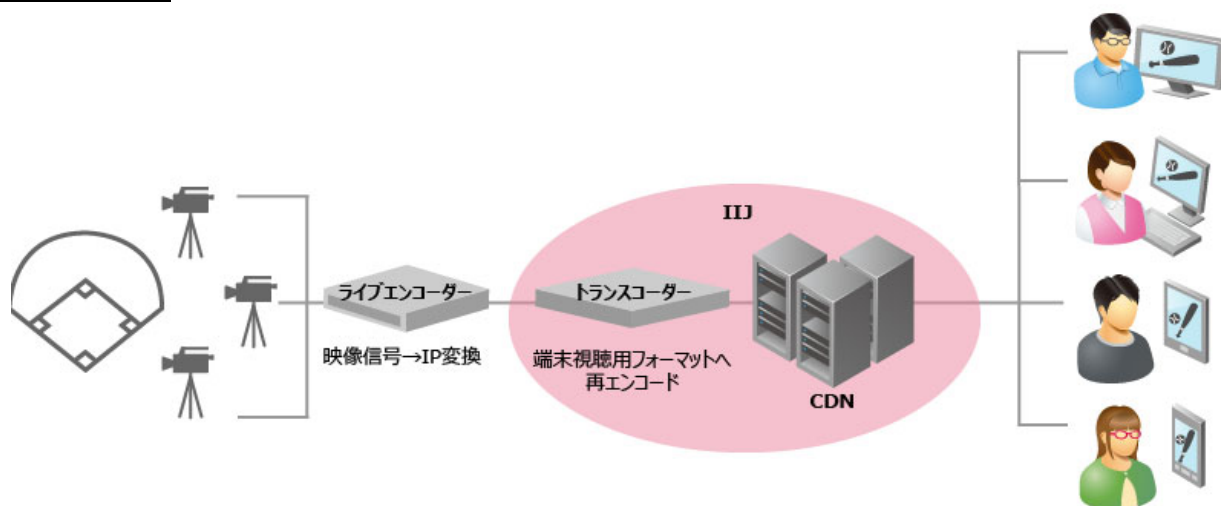 IIJ
ライブエンコーダー
トランスコーダー
映像信号→IP変換
端末視聴用フォーマットへ
再エンコード
CDN